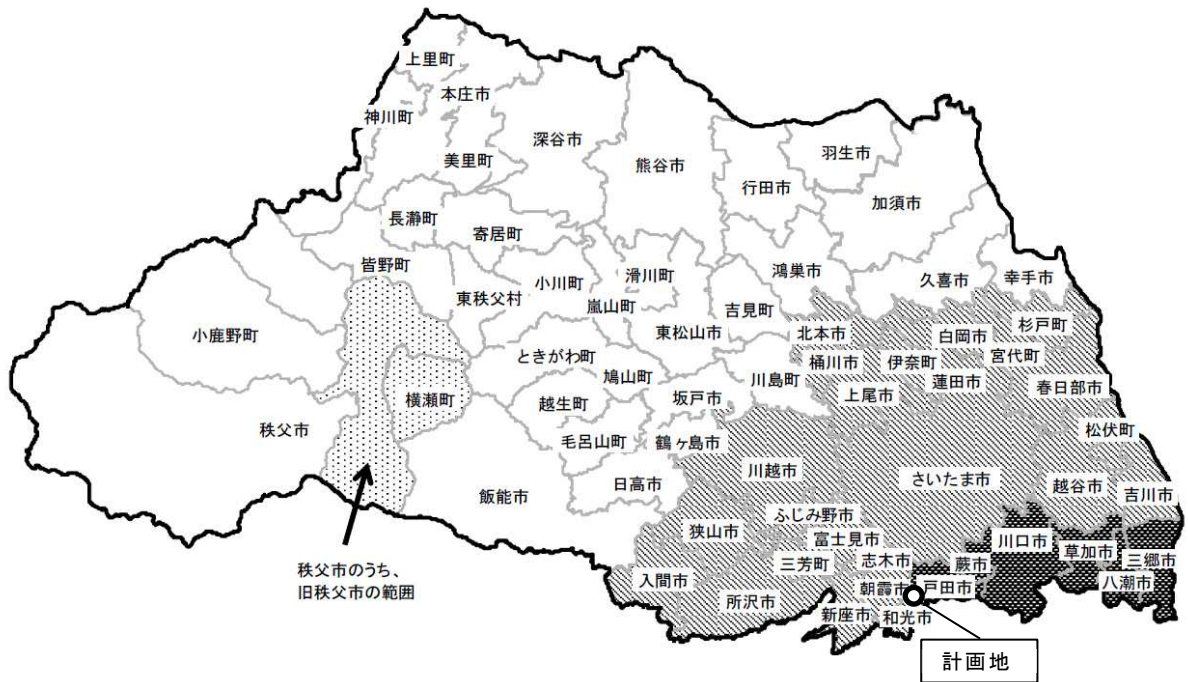 上里町
本庄市
神川町
美里町
深谷市
熊谷市
羽生市
行田市
加須市
長瀞町
寄居町
皆野町
小川町
滑川町
鴻巣市
久喜市
幸手市
東秩父村
嵐山町
吉見町
小鹿野町
東松山市
北本市
白岡市
杉戸町
ときがわ町
桶川市
伊奈町
宮代町
鳩山町
川島町
蓮田市
春日部市
横瀬町
越生町
坂戸市
上尾市
秩父市
毛呂山町
鶴ヶ島市
松伏町
川越市
さいたま市
日高市
飯能市
越谷市
吉川市
ふじみ野市
狭山市
富士見市
川口市
草加市
三郷市
秩父市のうち、
旧秩父市の範囲
三芳町
志木市
蕨市
入間市
朝霞市
戸田市
八潮市
所沢市
新座市
和光市
計画地